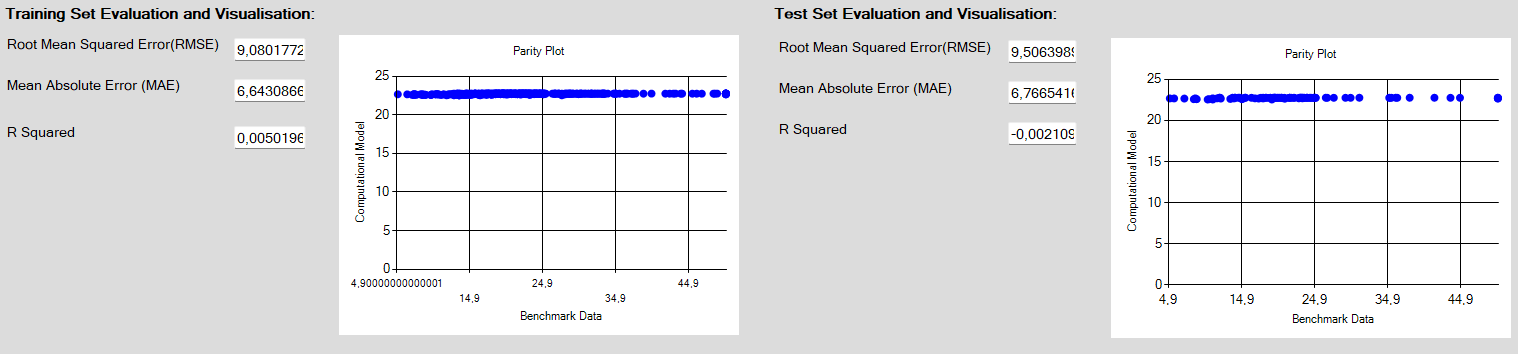 Training Set Evaluation and Visualisation:
Root Mean Squared Error(RMSE)
9,0801772
Mean Absolute Error (MAE)
6,6430866
R Squared
0,0050196
Parity Plot
25
20
15
10
5
0
Computational Model
4,90000000000001
14,9
24,9
34,9
44,9
Benchmark Data
Test Set Evaluation and Visualisation:
Root Mean Squared Error(RMSE)
9,5063989
Mean Absolute Error (MAE)
6,7665416
R Squared
-0,002109
Parity Plot
25
20
15
10
5
0
Computational Model
4,9
14,9
24,9
34,9
44,9
Benchmark Data